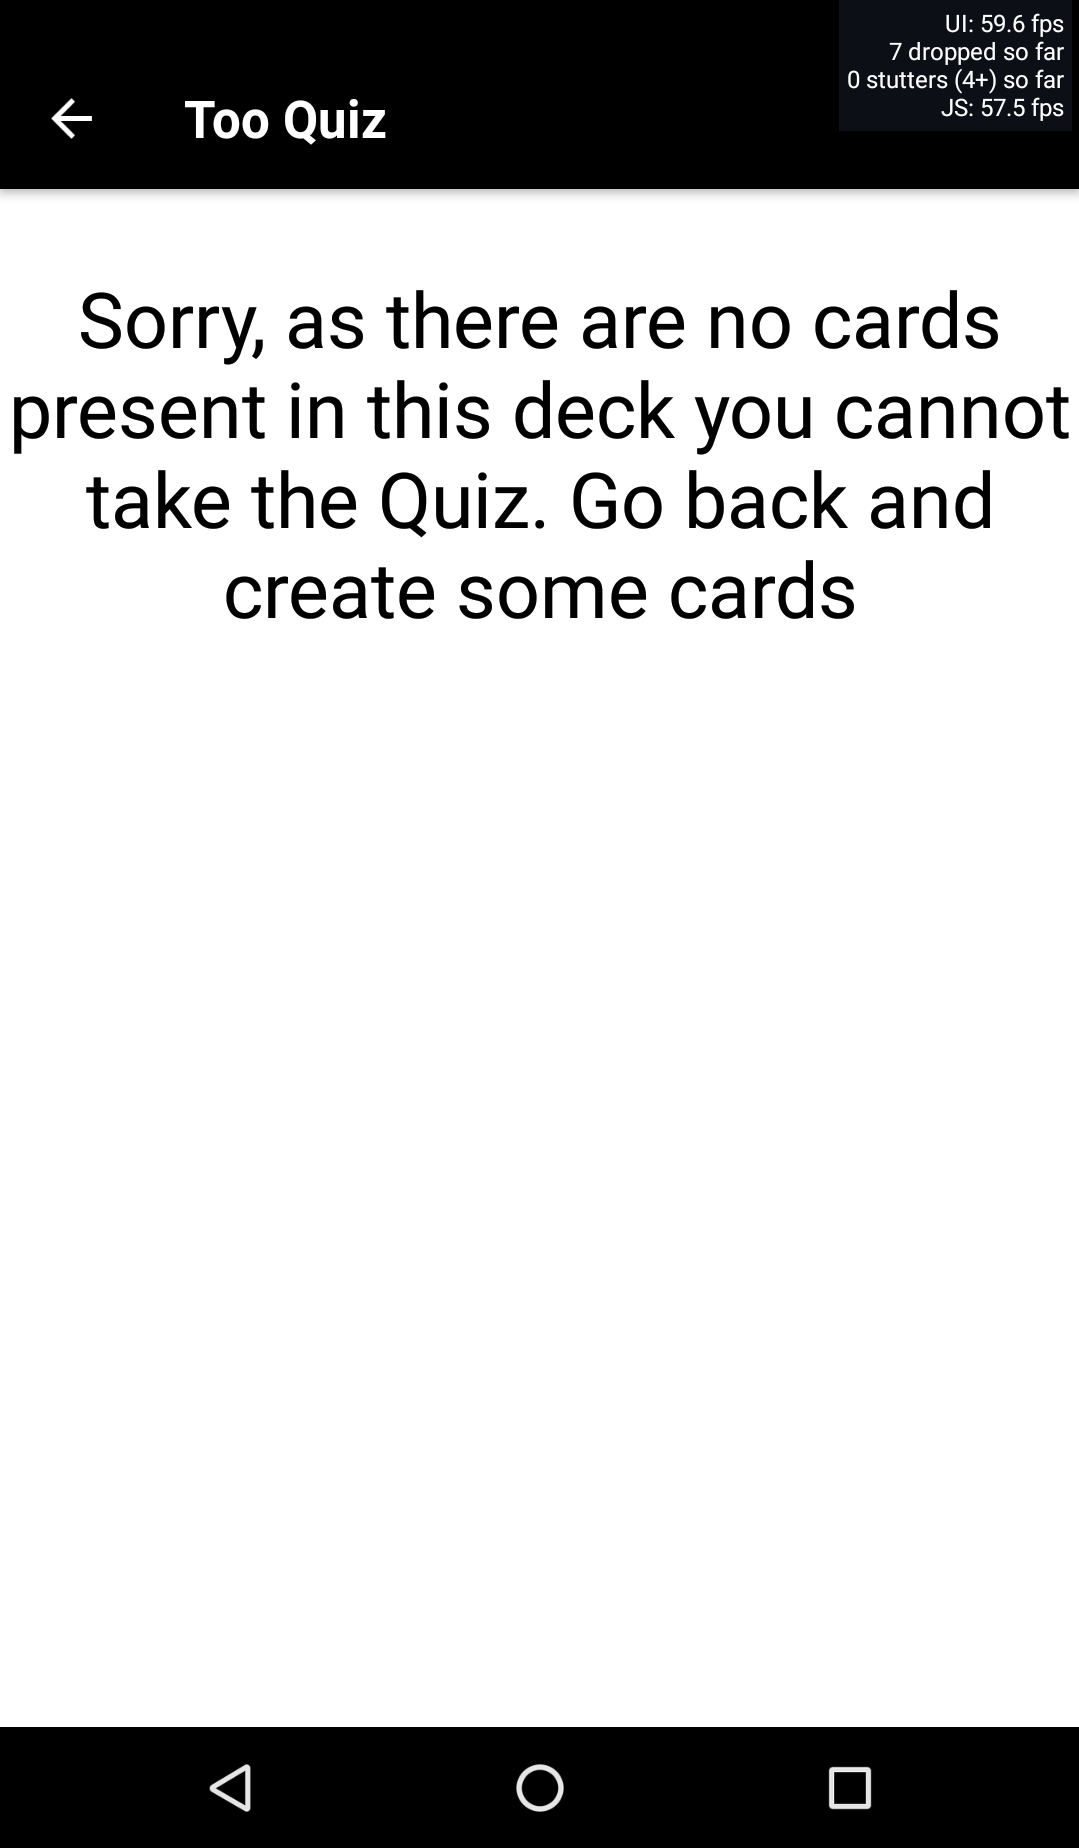 UI: 59.6 fps
7 dropped so far
0 stutters (4+) so far
JS: 57.5 fps
Too Quiz
Sorry, as there are no cards
present in this deck you cannot
take the Quiz. Go back and
create some cards